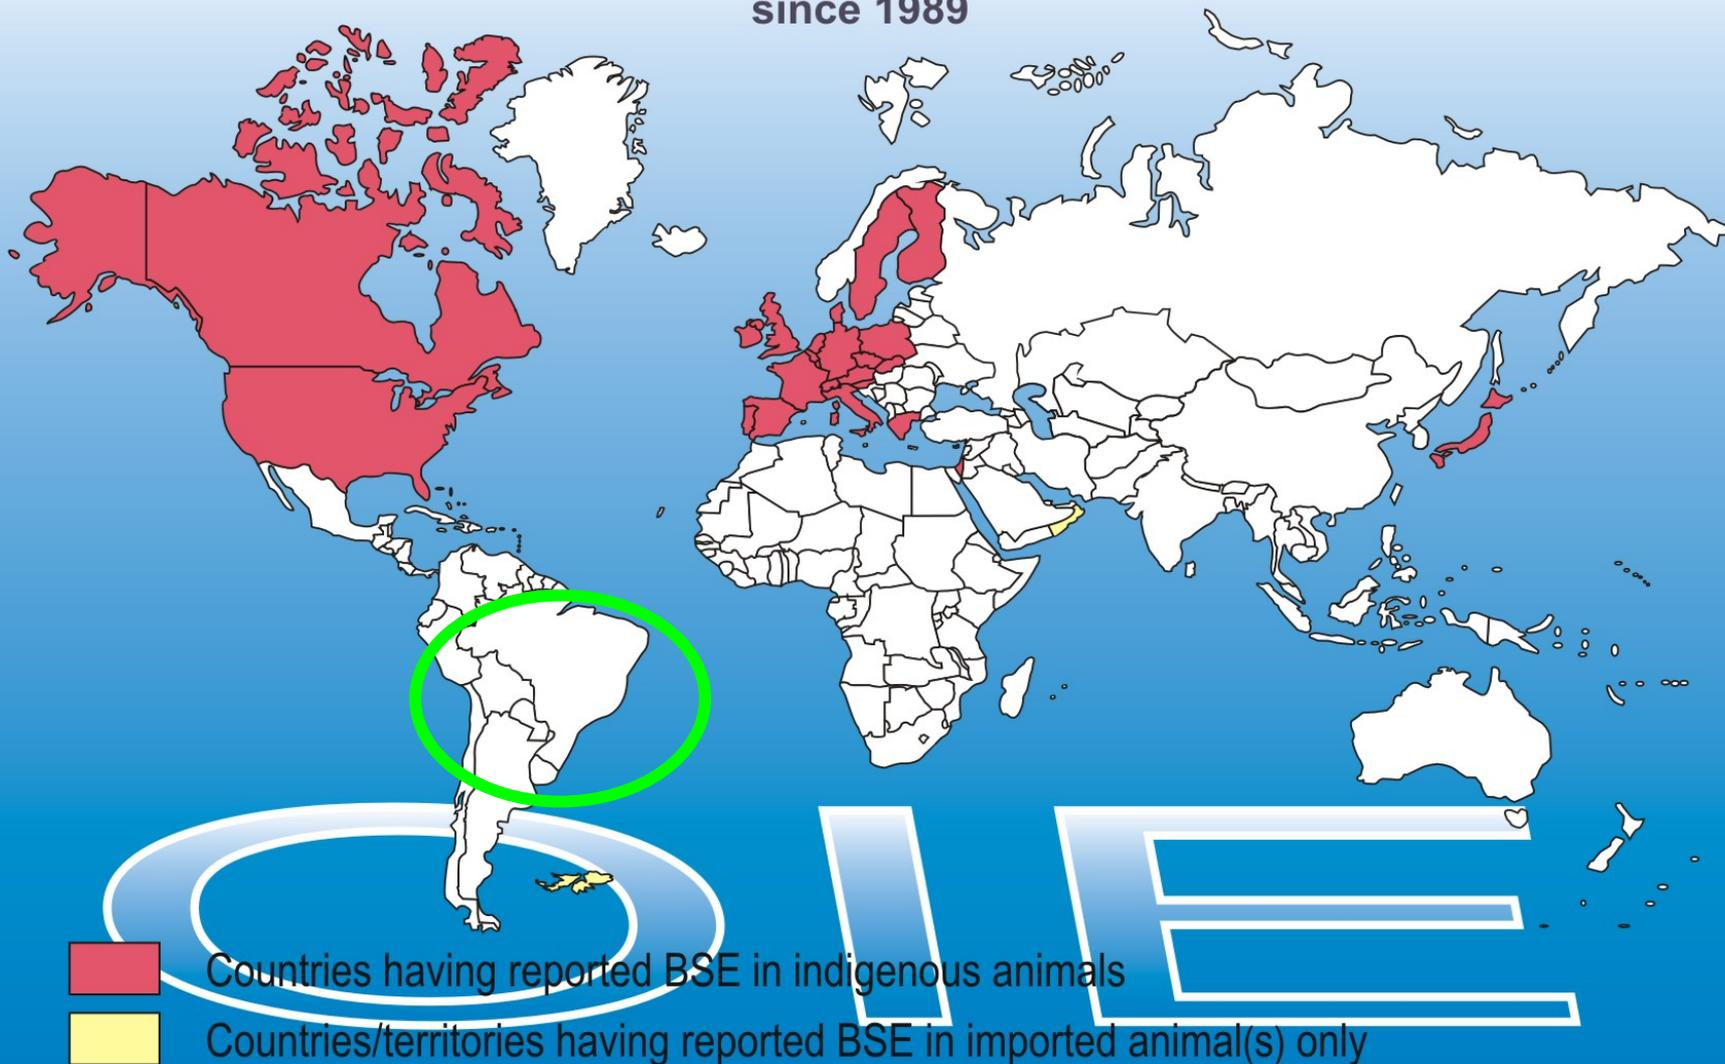 since 1989
OIE
Countries having reported BSE in indigenous animals
Countries/territories having reported BSE in imported animal(s) only